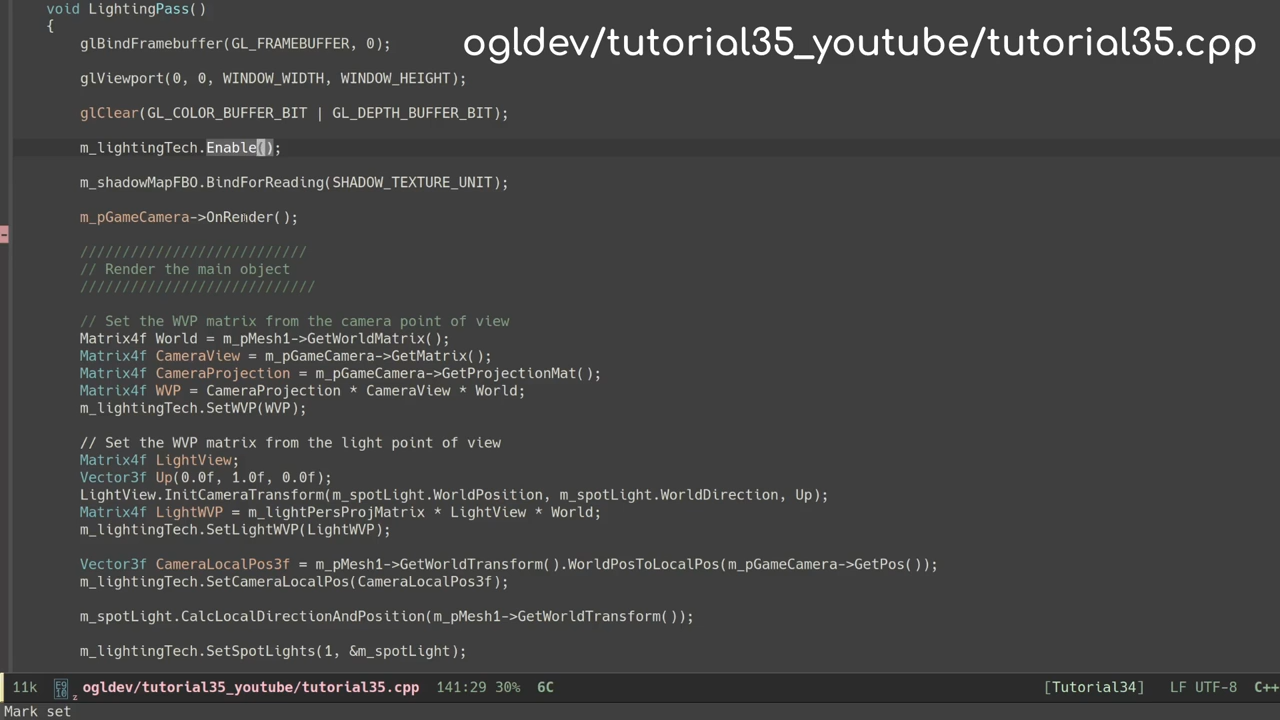 void LightingPass()
{
ogldev/tutorial35_youtube/tutorial35.cpp
glBindFramebuffer(GL_FRAMEBUFFER, 0);
glViewport(0, 0, WINDOW_WIDTH, WINDOW_HEIGHT);
glClear(GL_COLOR_BUFFER_BIT | GL_DEPTH_BUFFER_BIT);
m_lightingTech.Enable();
m_shadowMapFBO.BindForReading(SHADOW_TEXTURE_UNIT);
m_pGameCamera->OnRender();
///////////////////////////
// Render the main object
////////////////////////////
// Set the WVP matrix from the camera point of view
Matrix4f World = m_pMesh1->GetWorldMatrix();
Matrix4f CameraView = m_pGameCamera->GetMatrix();
Matrix4f CameraProjection = m_pGameCamera->GetProjectionMat();
Matrix4f WVP = CameraProjection * CameraView * World;
m_lightingTech.SetWVP(WVP);
// Set the WVP matrix from the light point of view
Matrix4f LightView;
Vector3f Up(0.0f, 1.0f, 0.0f);
LightView.InitCameraTransform(m_spotLight.WorldPosition, m_spotLight.WorldDirection, Up);
Matrix4f LightWVP = m_lightPersProjMatrix * LightView * World;
m_lightingTech.SetLightWVP(LightWVP);
Vector3f CameraLocalPos3f = m_pMesh1->GetWorldTransform().WorldPosToLocalPos(m_pGameCamera->GetPos());
m_lightingTech.SetCameraLocalPos(CameraLocalPos3f);
m_spotLight.CalcLocalDirectionAndPosition(m_pMesh1->GetWorldTransform());
m_lightingTech.SetSpotLights(1, &m_spotLight);
11k ogldev/tutorial35_youtube/tutorial35.cpp 141:29 30% 6C [Tutorial34] LF UTF-8 C++
Mark set